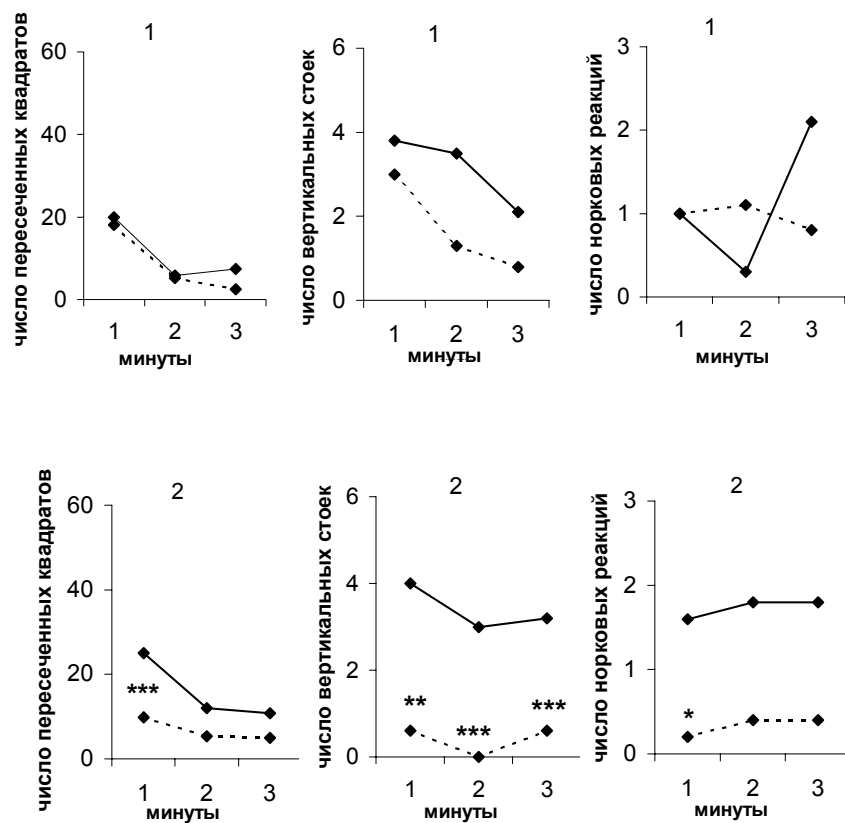 1
число пересеченных квадратов
60
40
20
0
1 2 3
минуты
1
число вертикальных стоек
6
4
2
0
1 2 3
минуты
1
число норковых реакций
3
2
1
0
1 2 3
минуты
2
число пересеченных квадратов
60
40
20
0
***
1 2 3
минуты
2
число вертикальных стоек
6
4
2
0
** *** ***
1 2 3
минуты
2
число норковых реакций
3
2
1
0
*
1 2 3
минуты